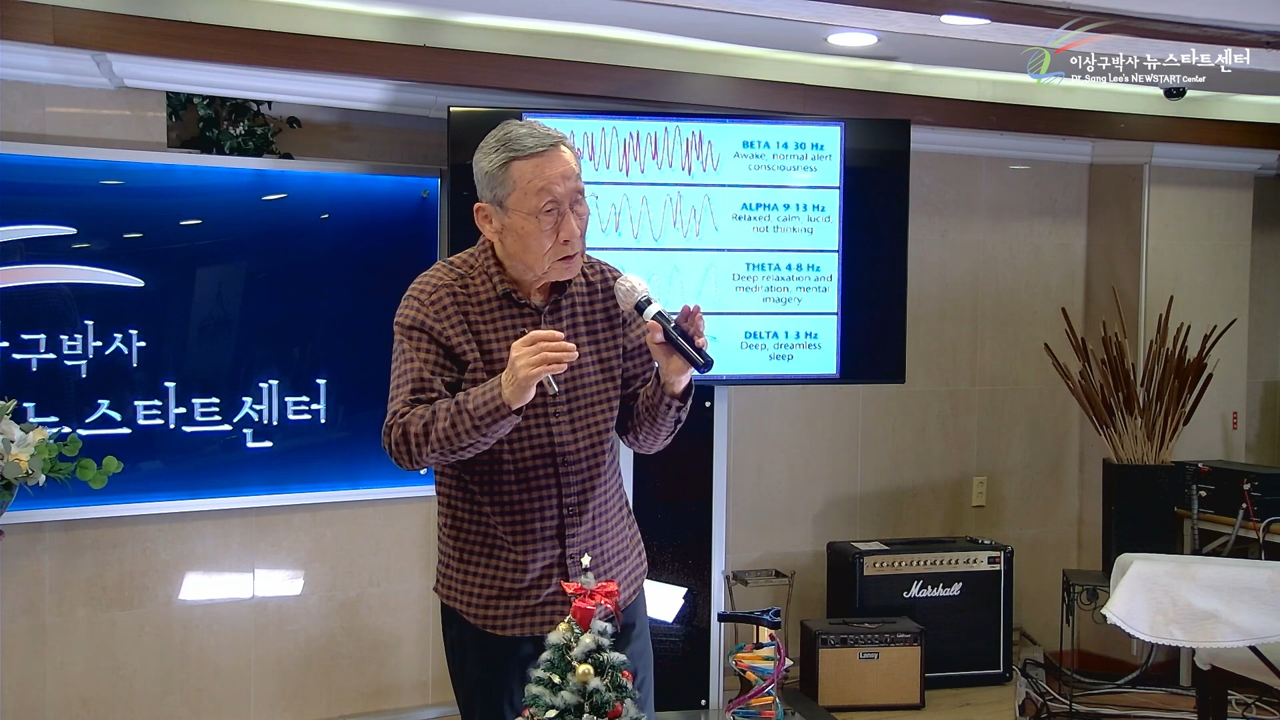 이상구박사 뉴스타트센터
Dr. Sang Lee's NEWSTART Center
BETA 14-30 Hz
Awake, normal alert
consciousness
ALPHA 9-13 Hz
Relaxed, calm, lucid,
not thinking
THETA 4-8 Hz
Deep relaxation and
meditation, mental
imagery
DELTA 1-3 Hz
Deep, dreamless
sleep
구박사
뉴스타트센터
Marshall
Laney